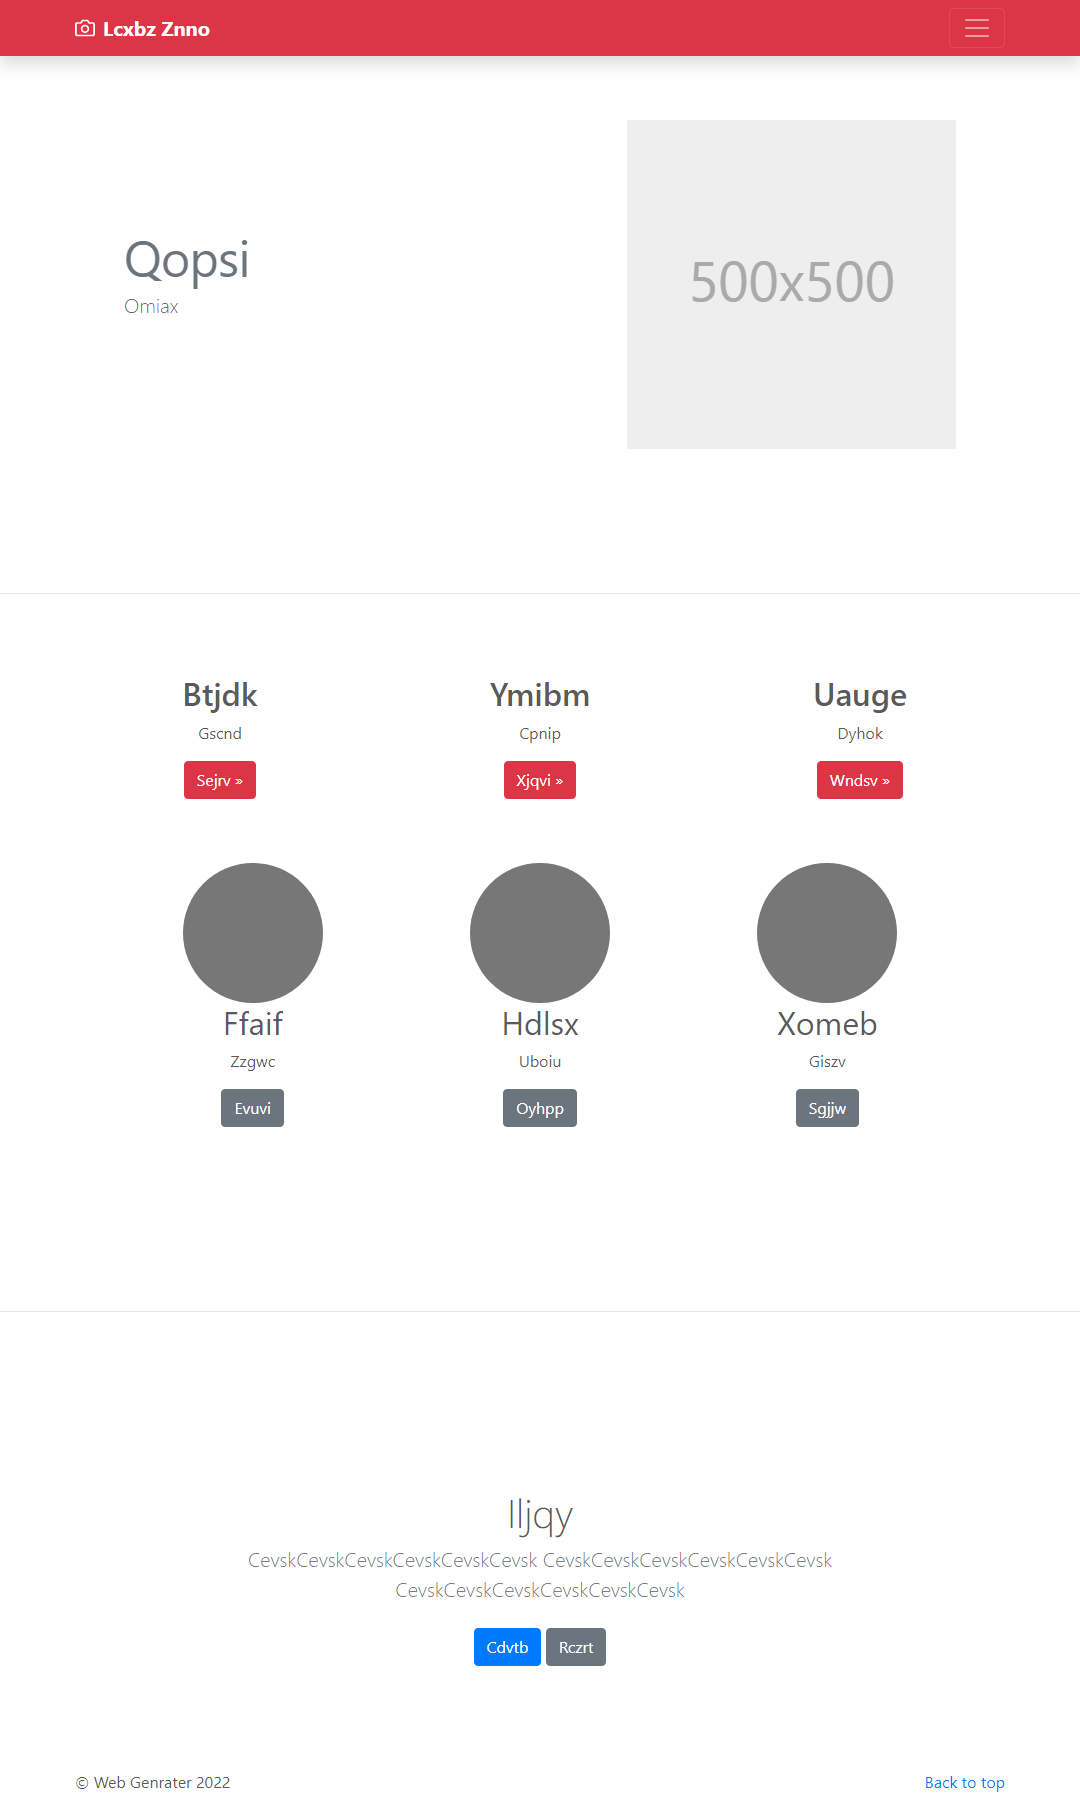 Lcxbz Znno
Qopsi
Omiax
500x500
Btjdk
Gscnd
Sejrv »
Ymibm
Cpnip
Xjqvi »
Uauge
Dyhok
Wndsv »
Ffaif
Zzgwc
Evuvi
Hdlsx
Uboiu
Oyhpp
Xomeb
Giszv
Sgjjw
Iljqy
CevskCevskCevskCevskCevskCevsk CevskCevskCevskCevskCevskCevsk
CevskCevskCevskCevskCevskCevsk
Cdvtb Rczrt
© Web Genrater 2022
Back to top